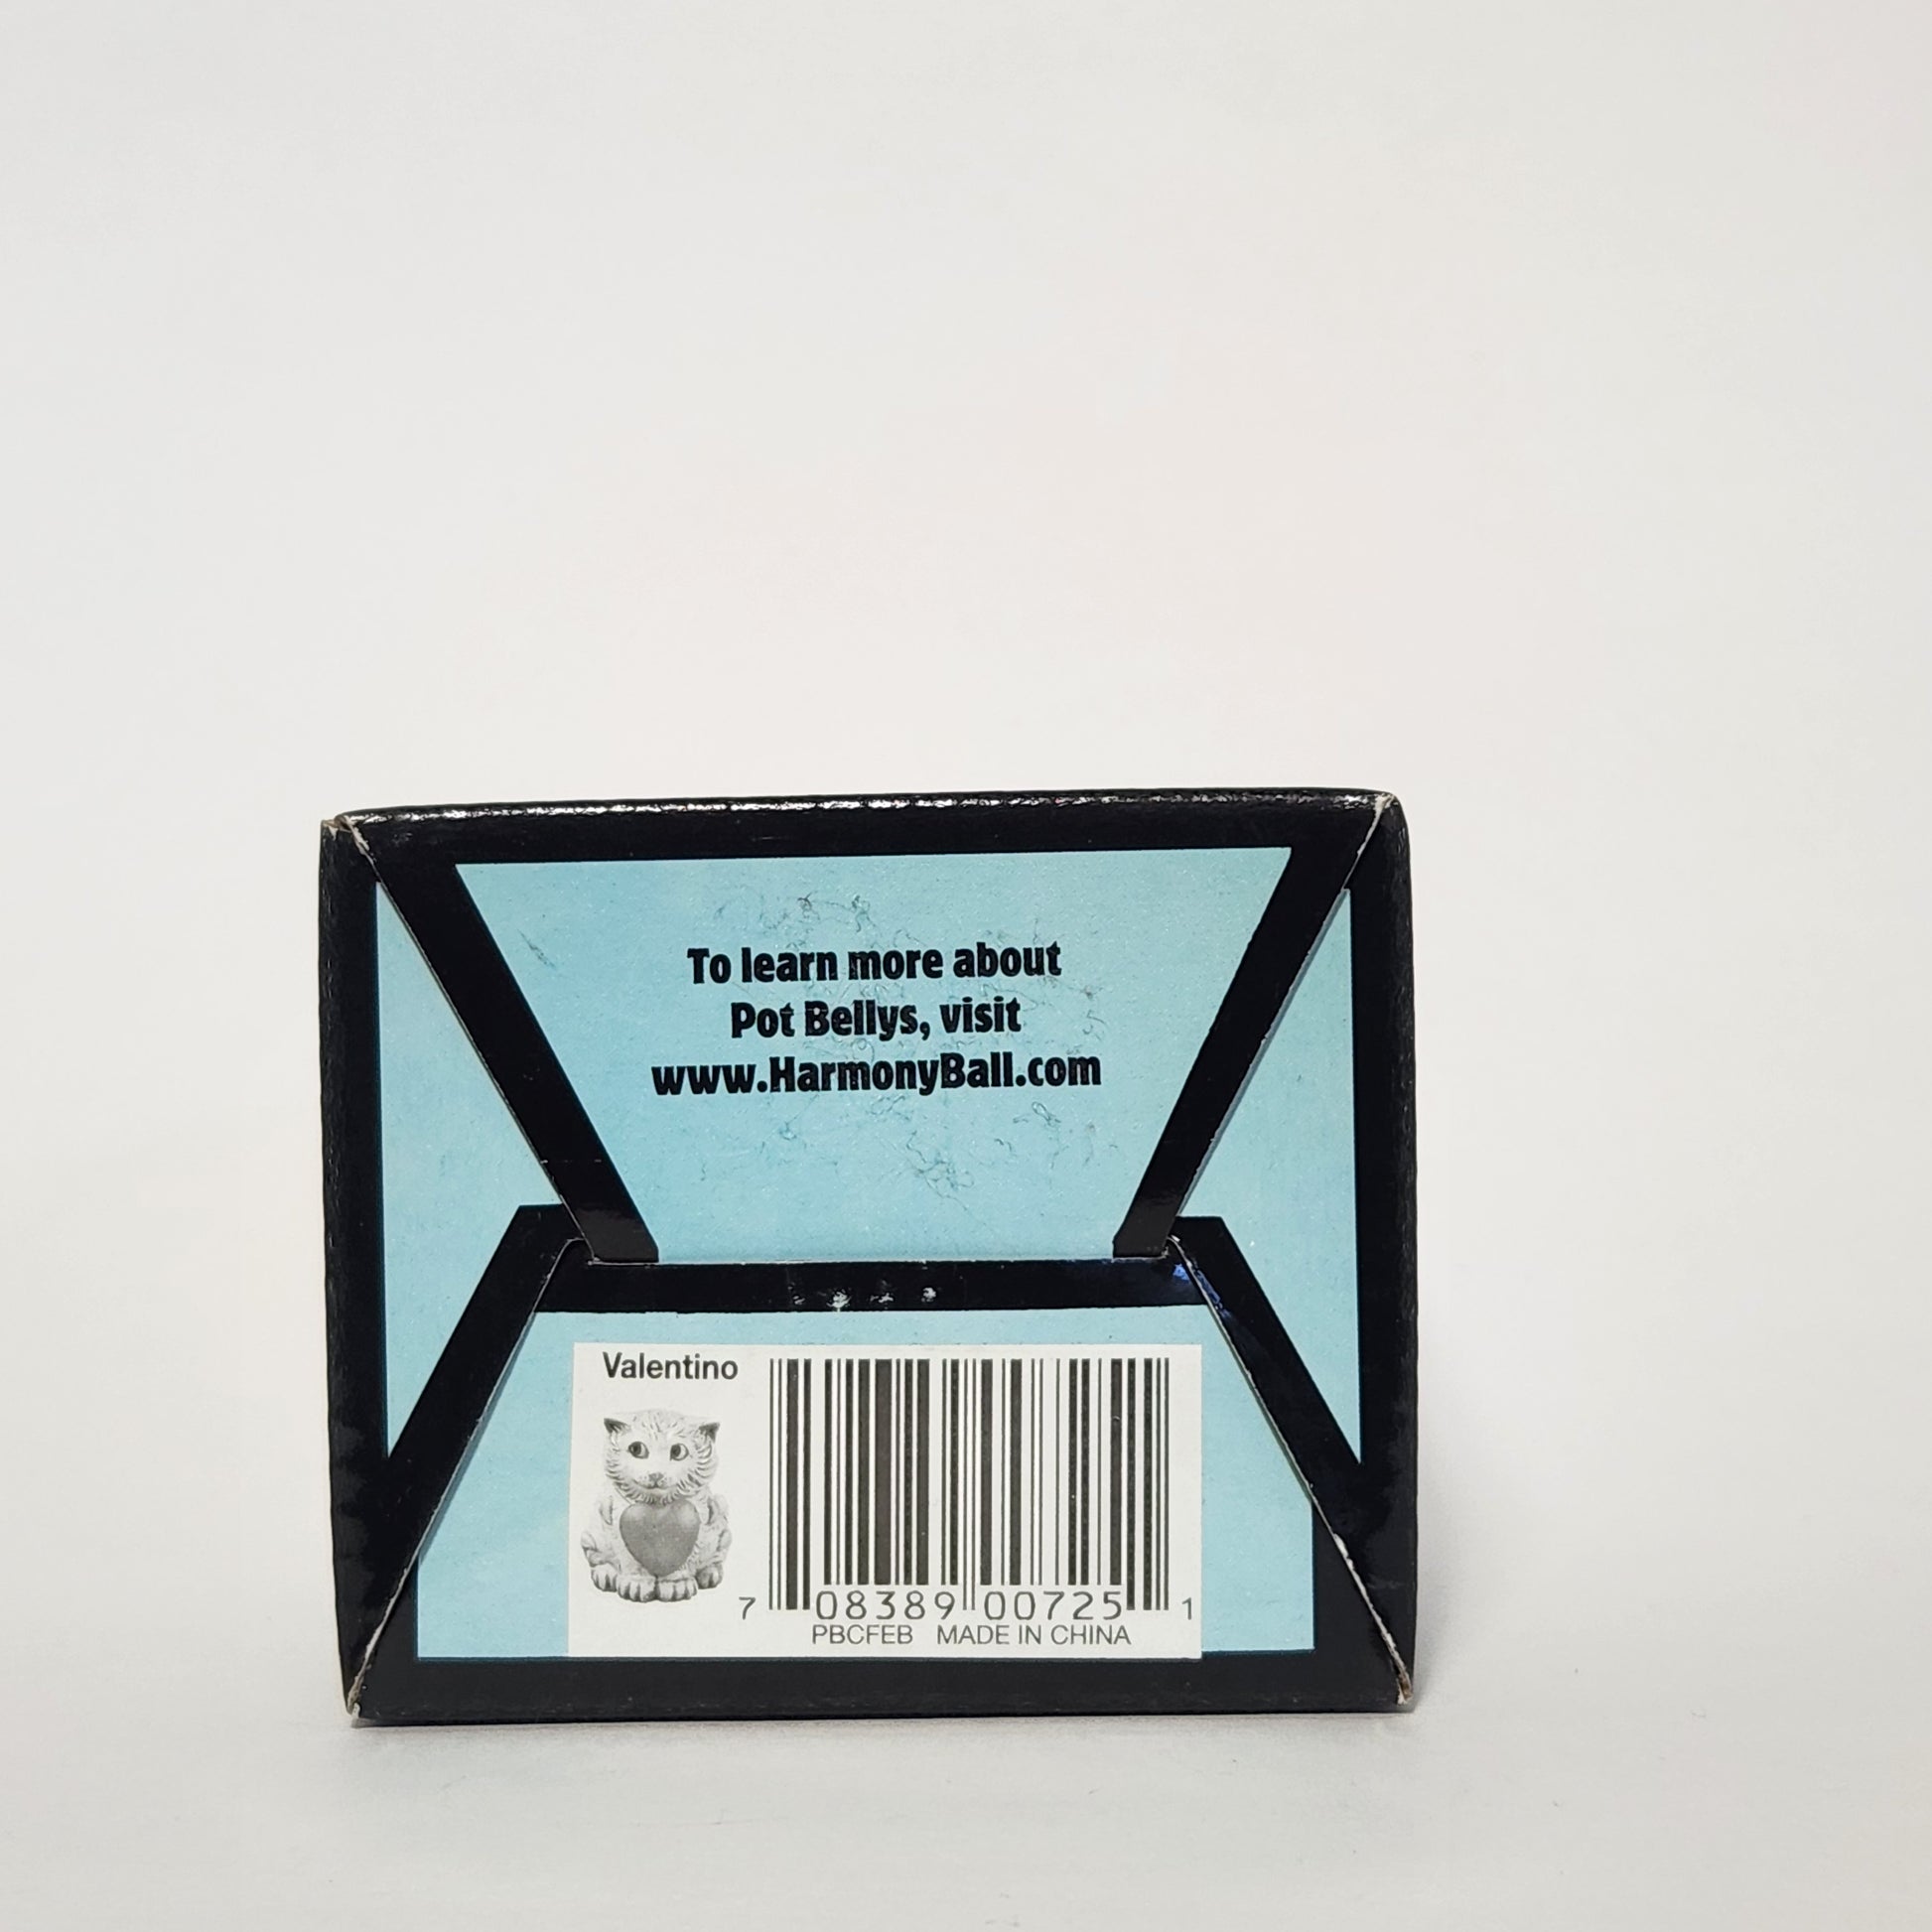 To learn more about
Pot Bellys, visit
www.HarmonyBall.com
Valentino
7 08389 00725 1
PBCFEB MADE IN CHINA